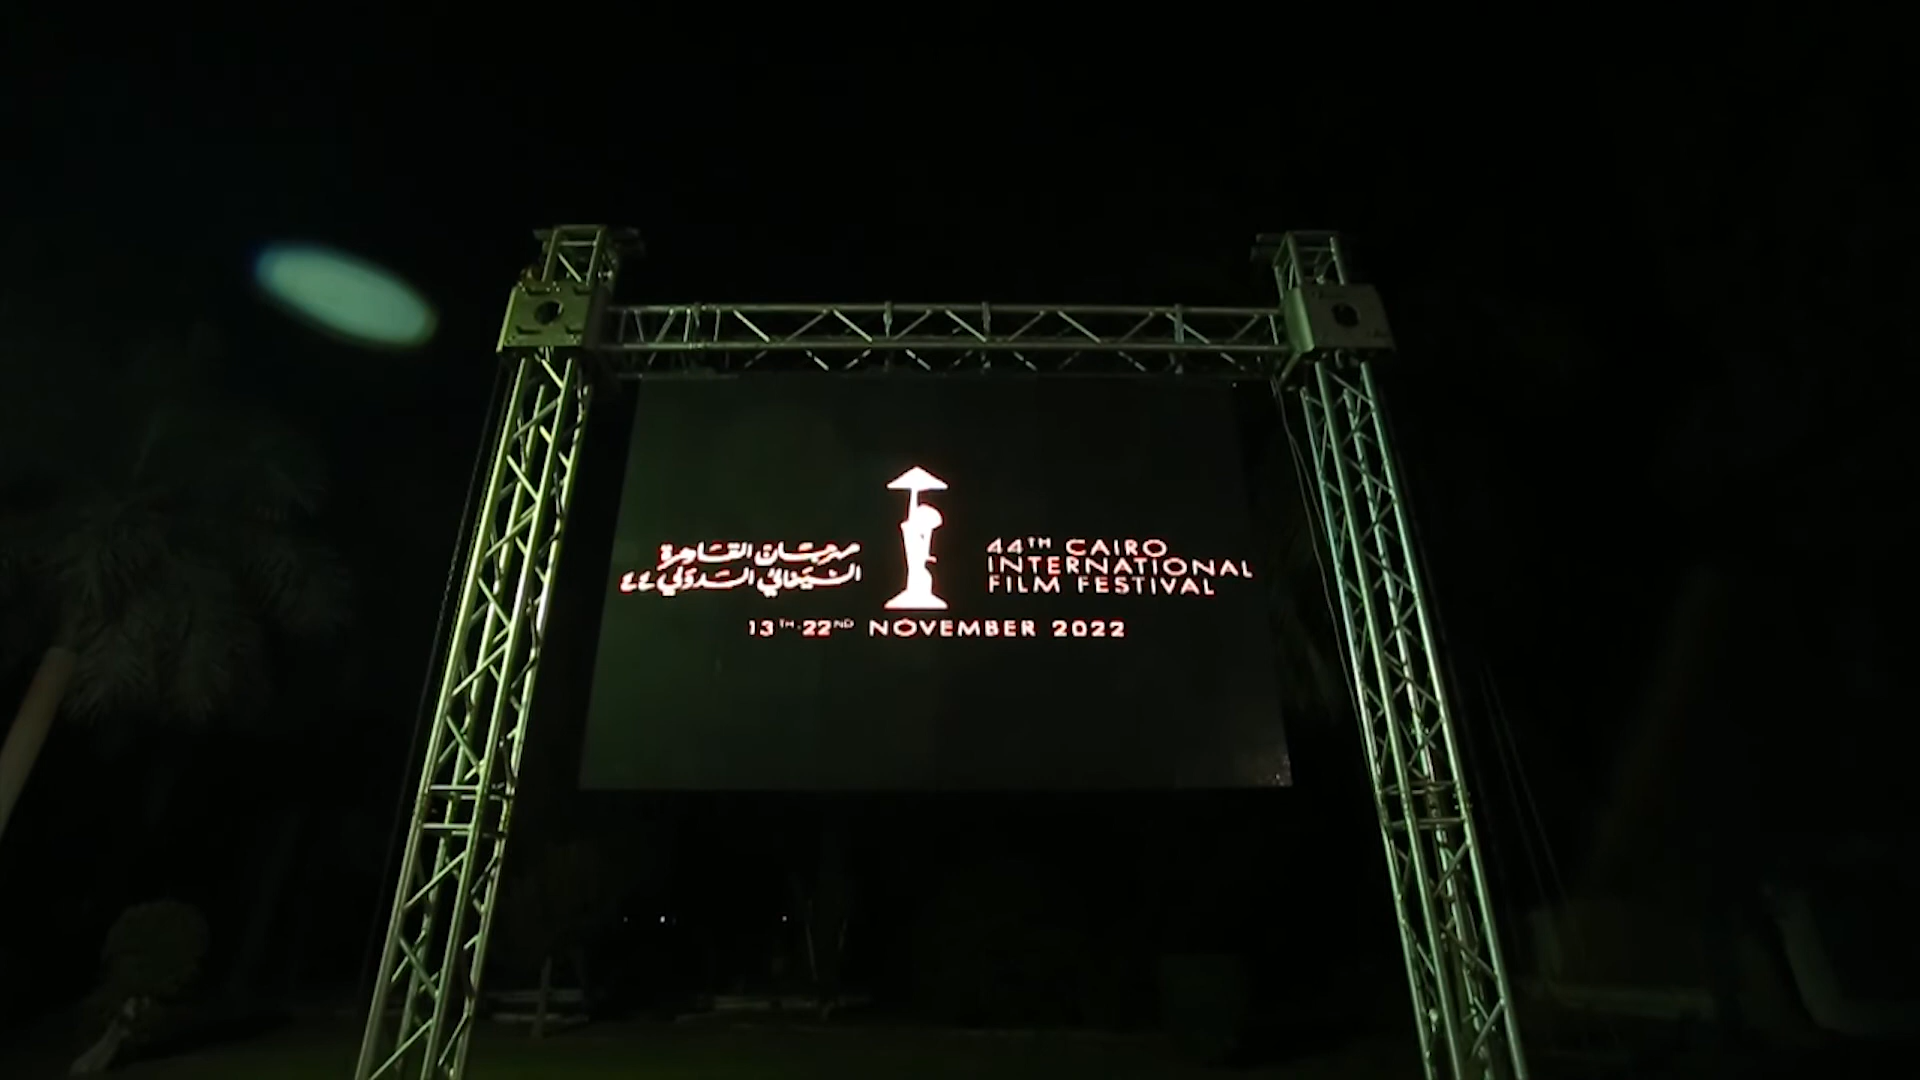 مهرجان القاهرة
السينمائي الدولي ٤٤
44TH CAIRO
INTERNATIONAL
FILM FESTIVAL
13TH-22ND NOVEMBER 2022